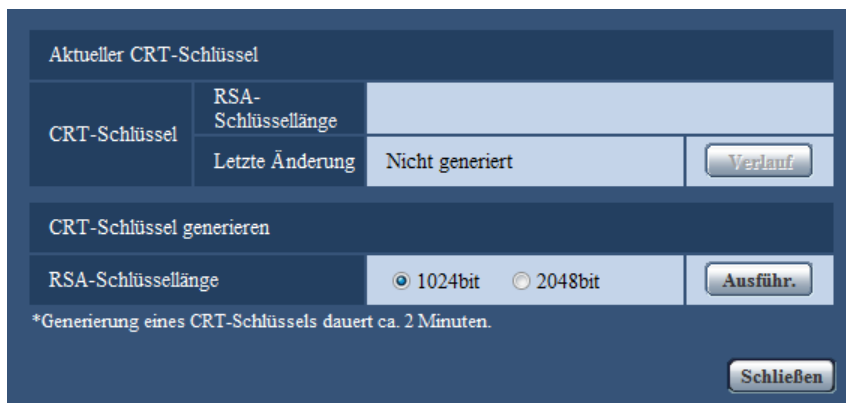 Aktueller CRT-Schlüssel
CRT-Schlüssel
RSA-
Schlüssellänge
Letzte Änderung
Nicht generiert
Verlauf
CRT-Schlüssel generieren
RSA-Schlüssellänge
1024bit
2048bit
Ausführ.
*Generierung eines CRT-Schlüssels dauert ca. 2 Minuten.
Schließen